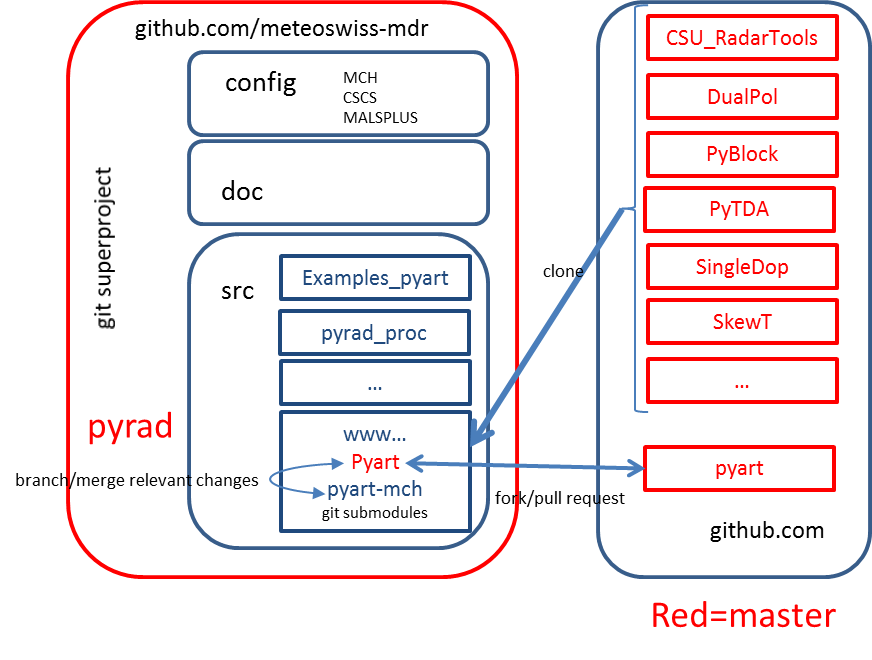 github.com/meteoswiss-mdr
config
MCH
CSCS
MALSPLUS
doc
git superproject
src
Examples_pyart
pyrad_proc
...
www...
Pyart
pyart-mch
git submodules
pyrad
branch/merge relevant changes
clone
fork/pull request
CSU_RadarTools
DualPol
PyBlock
PyTDA
SingleDop
SkewT
...
pyart
github.com
Red=master